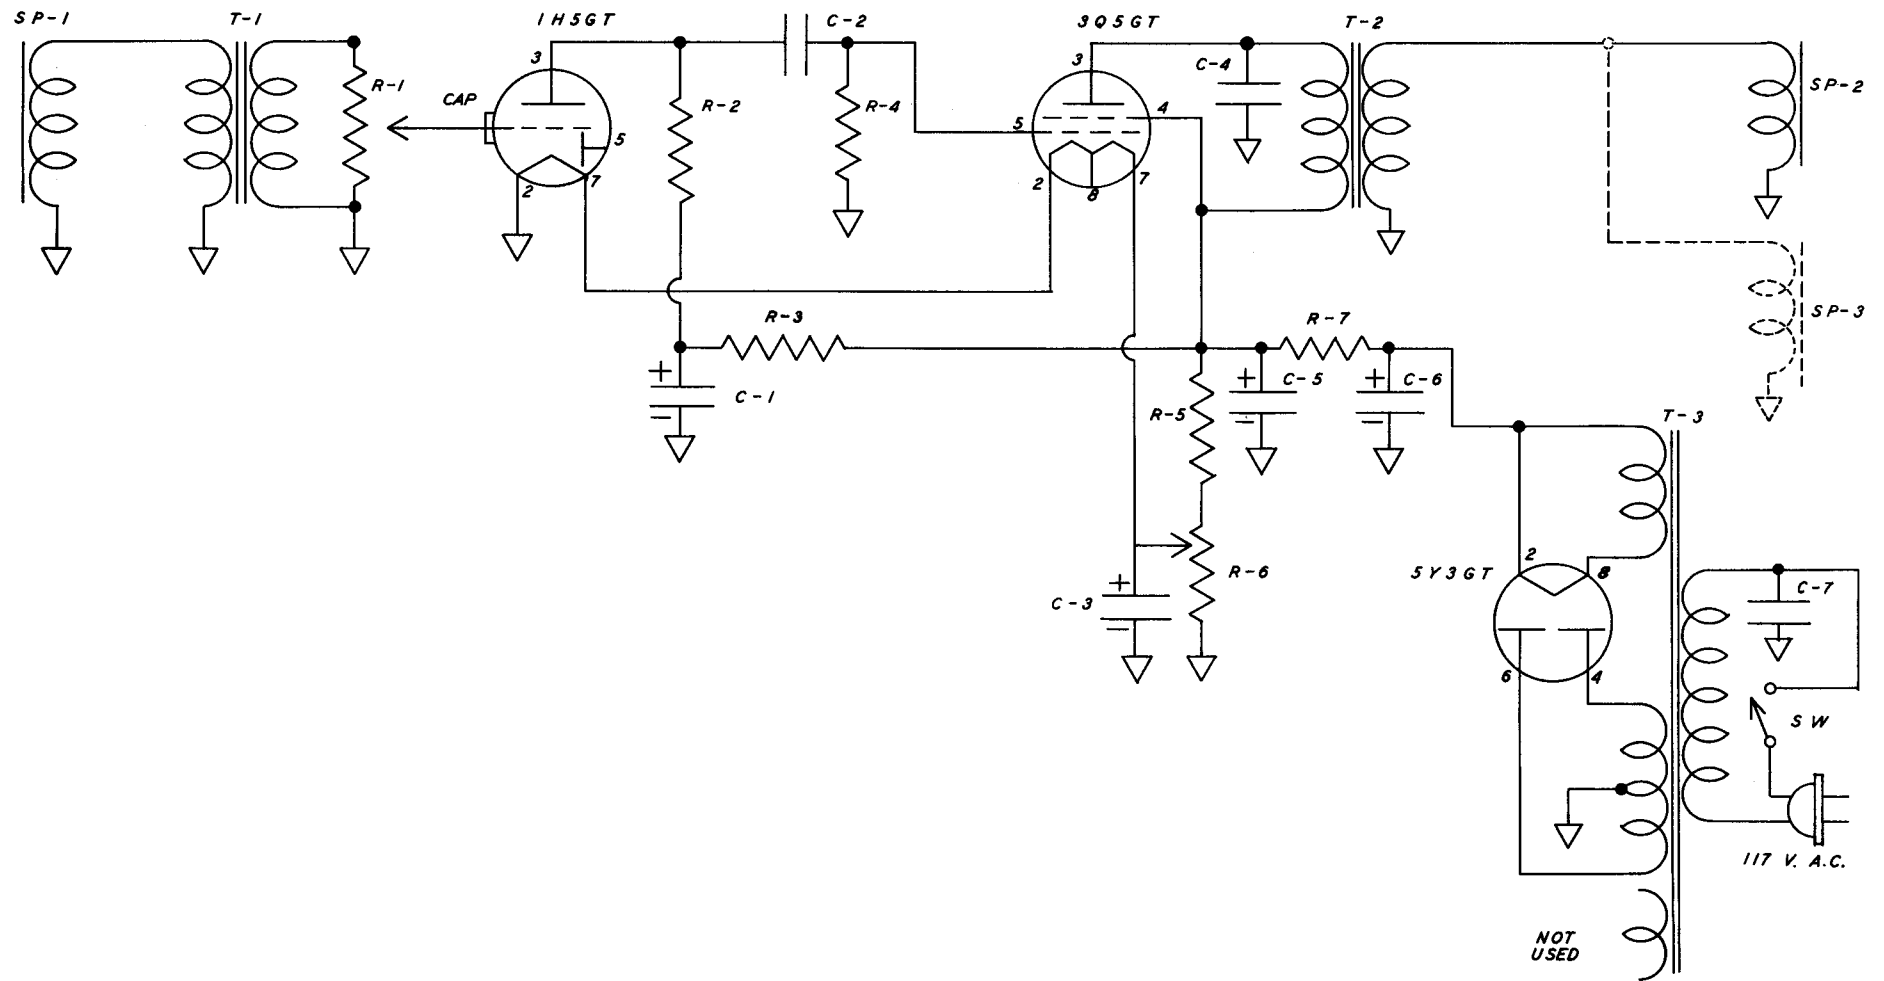 SP-1
T-1
1H5GT
C-2
3Q5GT
T-2
3
3
C-4
R-1
CAP
R-2
R-4
4
SP-2
5
5
2
7
2
8
7
R-3
R-7
SP-3
+
C-1
-
+
C-5
-
+
C-6
-
R-5
T-3
2
8
5Y3GT
R-6
+
C-3
-
C-7
6
4
SW
117 V. A.C.
NOT
USED